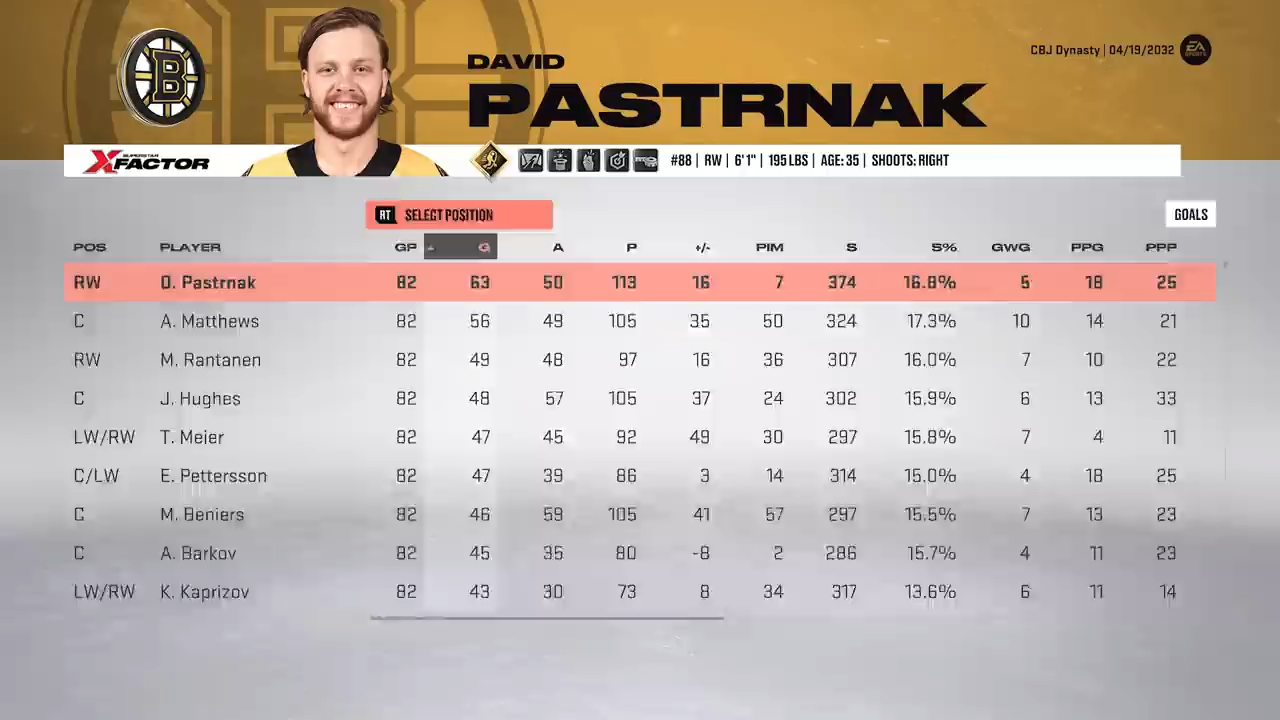 DAVID
PASTRNAK
CBJ Dynasty | 04/19/2032
EA
SPORTS
B
SUPERSTAR
XFACTOR
#88 | RW | 6'1" | 195 LBS | AGE: 35 | SHOOTS: RIGHT
RT SELECT POSITION
GOALS
POS PLAYER GP G A P +/- PIM S S% GWG PPG PPP
RW D. Pastrnak 82 63 50 113 16 7 374 16.8% 5 18 25
C A. Matthews 82 56 49 105 35 50 324 17.3% 10 14 21
RW M. Rantanen 82 49 48 97 16 36 307 16.0% 7 10 22
C J. Hughes 82 48 57 105 37 24 302 15.9% 6 13 33
LW/RW T. Meier 82 47 45 92 49 30 297 15.8% 7 4 11
C/LW E. Pettersson 82 47 39 86 3 14 314 15.0% 4 18 25
C M. Beniers 82 46 59 105 41 57 297 15.5% 7 13 23
C A. Barkov 82 45 35 80 -8 2 286 15.7% 4 11 23
LW/RW K. Kaprizov 82 43 30 73 8 34 317 13.6% 6 11 14